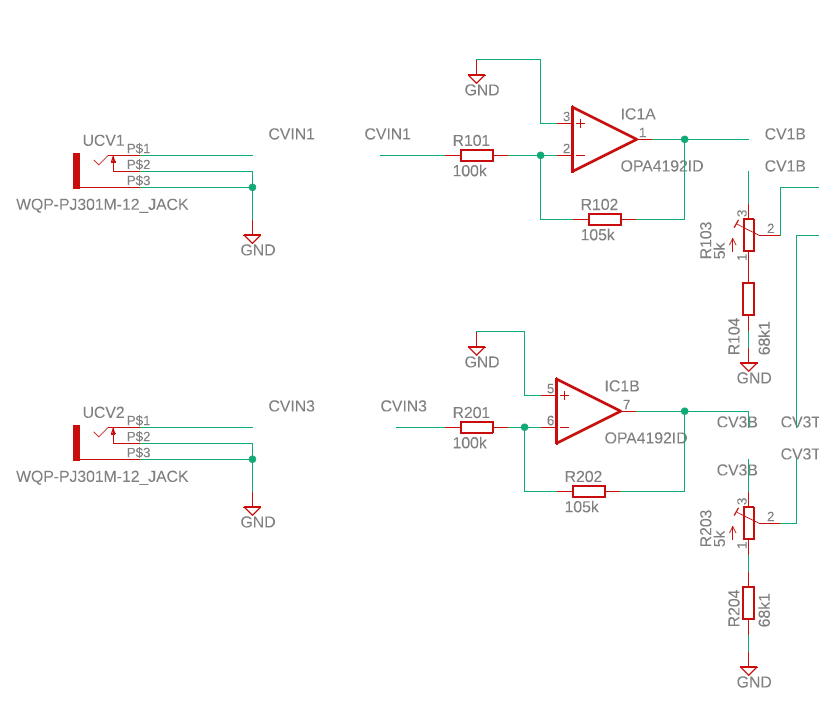 GND
3
IC1A
1
UCV1
CVIN1
CVIN1
R101
2
CV1B
P$1
P$2
P$3
100k
OPA4192ID
CV1B
WQP-PJ301M-12_JACK
R102
105k
GND
R103
5k
3
2
1
R104
68k1
GND
GND
5
IC1B
7
UCV2
CVIN3
CVIN3
R201
6
CV3B
CV3T
P$1
P$2
P$3
100k
OPA4192ID
CV3T
WQP-PJ301M-12_JACK
R202
CV3B
105k
GND
R203
5k
3
2
1
R204
68k1
GND